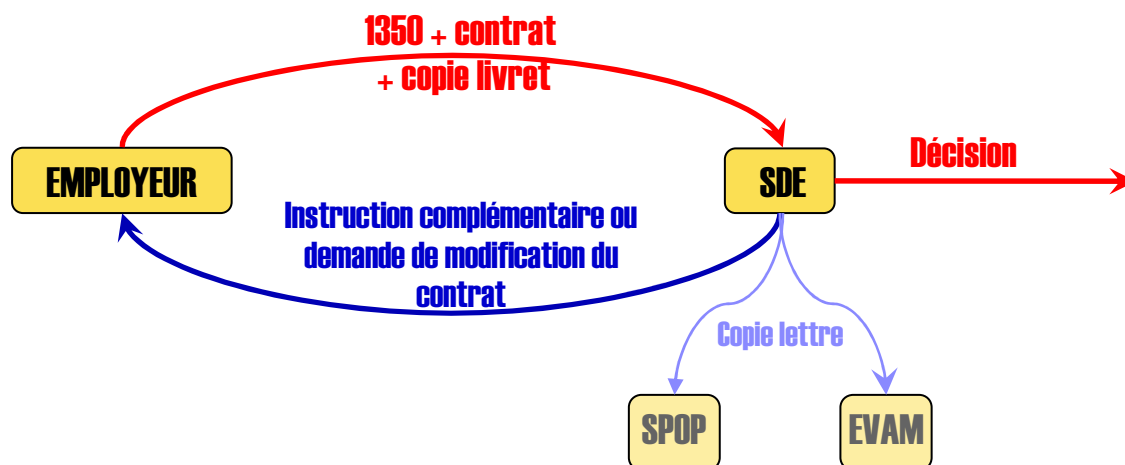 1350 + contrat
+ copie livret
EMPLOYEUR
SDE
Décision
Instruction complémentaire ou
demande de modification du
contrat
Copie lettre
SPOP
EVAM